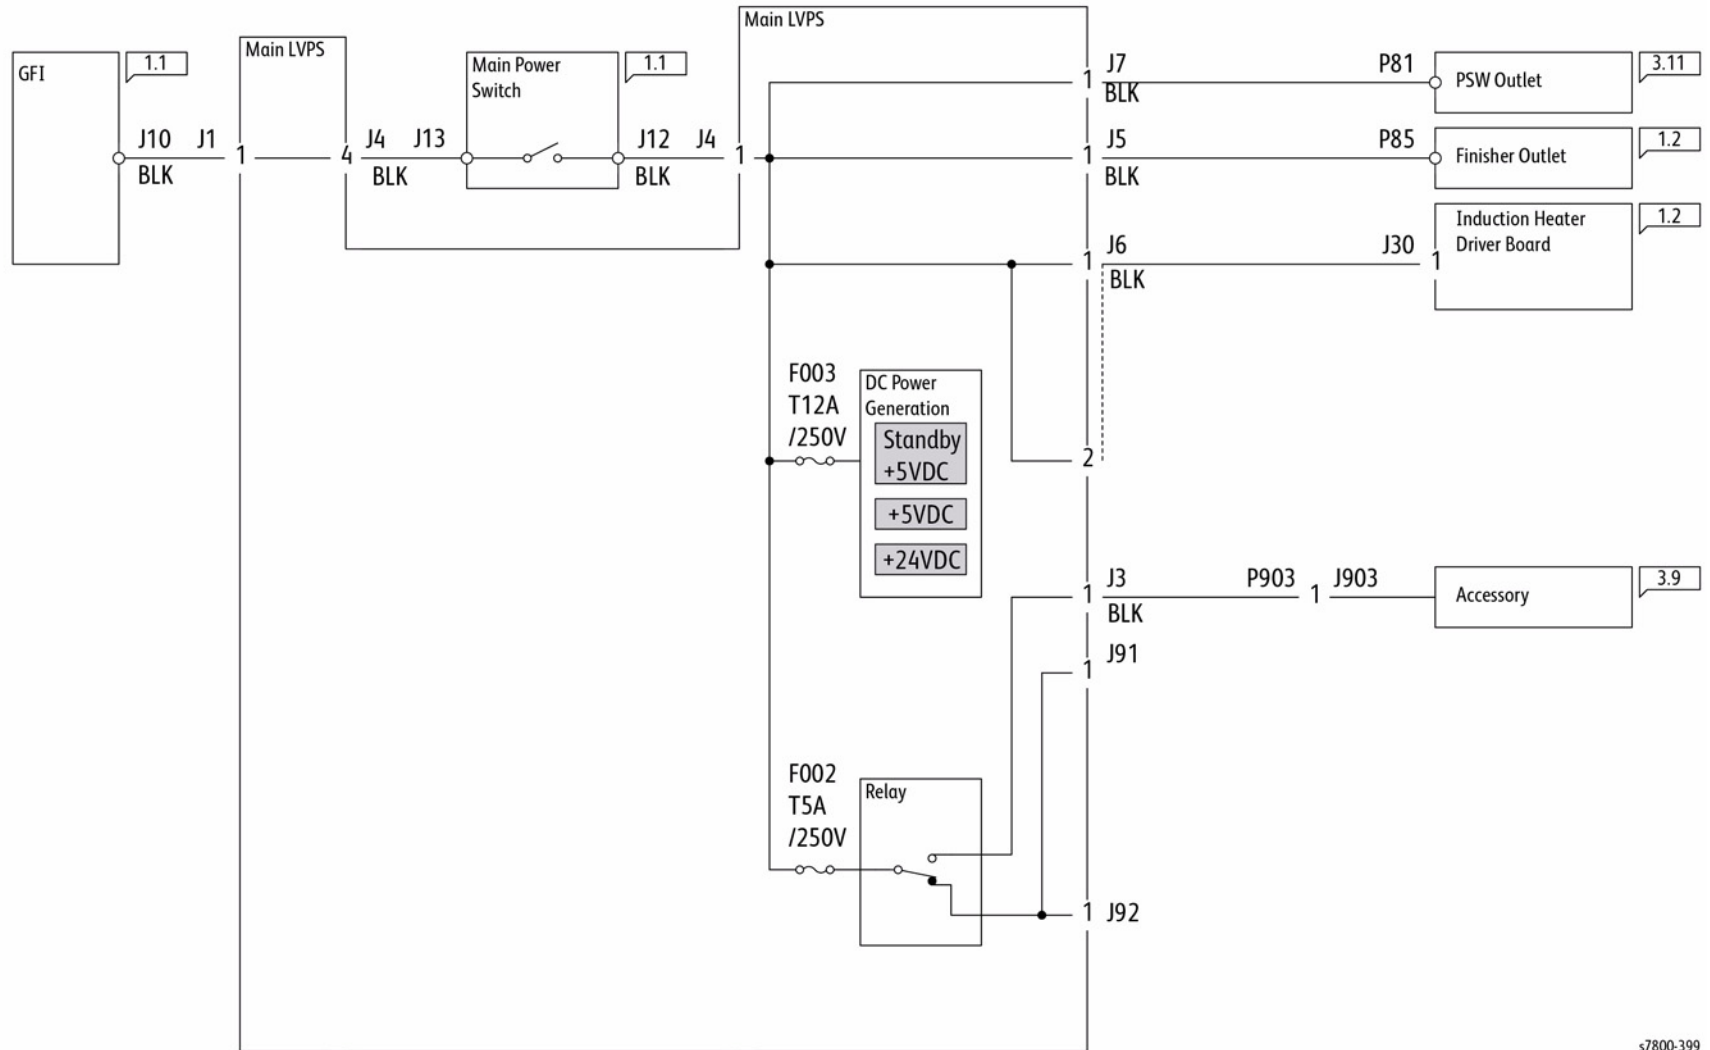 Main LVPS
GFI
1.1
Main LVPS
Main Power
Switch
1.1
J7
1
BLK
P81
PSW Outlet
3.11
J10
J1
1
BLK
4
J4
J13
BLK
J12
J4
1
BLK
J5
1
BLK
P85
Finisher Outlet
1.2
J6
1
BLK
J30
1
Induction Heater
Driver Board
1.2
F003
T12A
/250V
DC Power
Generation
Standby
+5VDC
+5VDC
+24VDC
2
J3
1
BLK
P903
1
J903
Accessory
3.9
J91
1
F002
T5A
/250V
Relay
1
J92
s7800-399